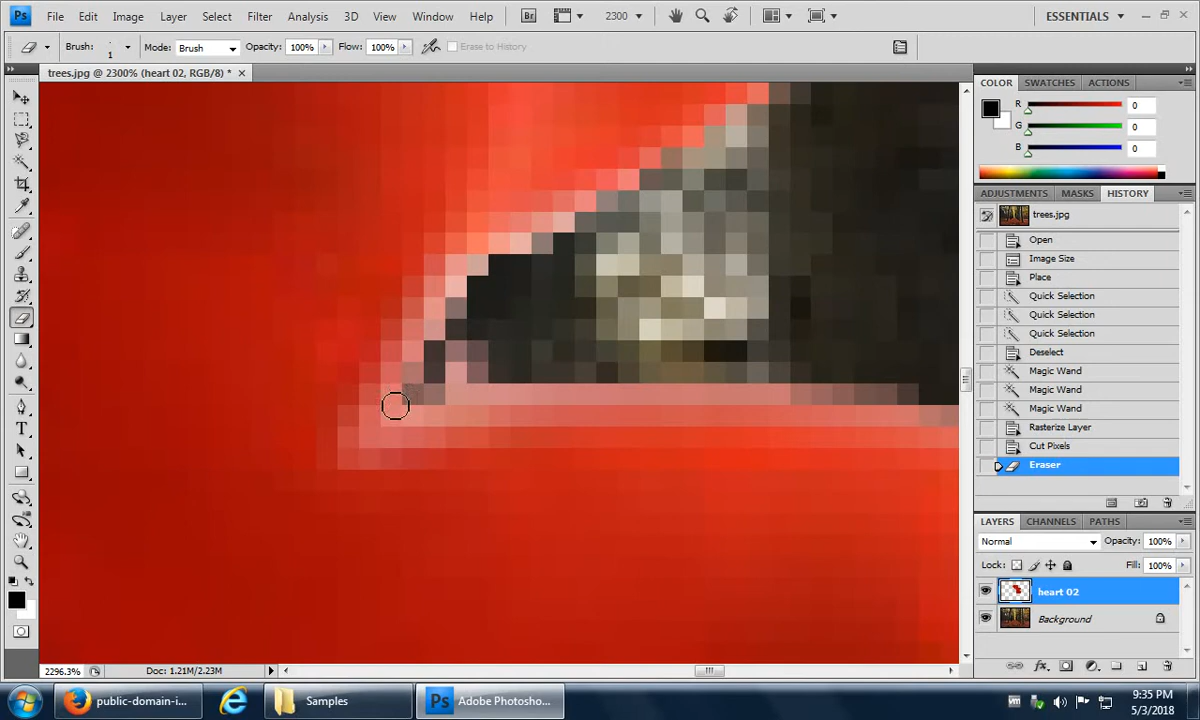 Ps File Edit Image Layer Select Filter Analysis 3D View Window Help Br 2300 ESSENTIALS
Brush: 1 Mode: Brush Opacity: 100% Flow: 100% Erase to History
trees.jpg @ 2300% (heart 02, RGB/8) *
COLOR SWATCHES ACTIONS
R 0
G 0
B 0
ADJUSTMENTS MASKS HISTORY
trees.jpg
Open
Image Size
Place
Quick Selection
Quick Selection
Quick Selection
Deselect
Magic Wand
Magic Wand
Magic Wand
Rasterize Layer
Cut Pixels
Eraser
LAYERS CHANNELS PATHS
Normal Opacity: 100%
Lock: Fill: 100%
heart 02
Background
2296.3% Doc: 1.21M/2.23M
public-domain-i... Samples Ps Adobe Photosho... 9:35 PM
5/3/2018